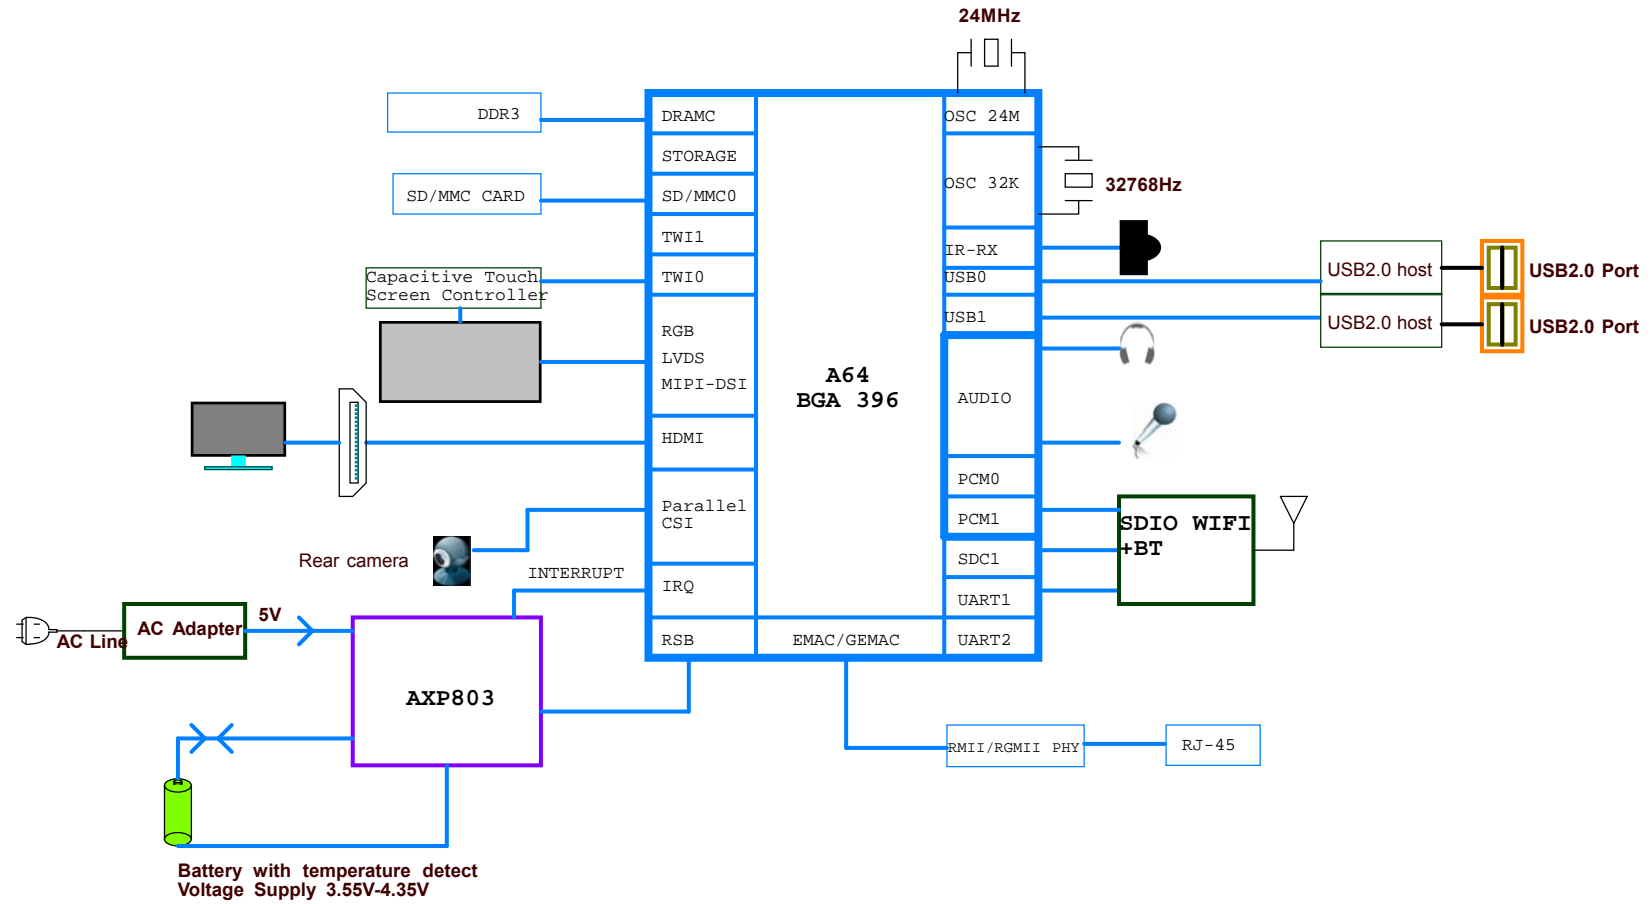 24MHz
DDR3
DRAMC
OSC 24M
STORAGE
SD/MMC CARD
SD/MMC0
OSC 32K
32768Hz
TWI1
IR-RX
Capacitive Touch
Screen Controller
TWI0
USB0
USB2.0 host
USB2.0 Port
USB1
USB2.0 host
USB2.0 Port
RGB
LVDS
MIPI-DSI
A64
BGA 396
AUDIO
HDMI
PCM0
Parallel
CSI
PCM1
SDIO WIFI
+BT
Rear camera
SDC1
INTERRUPT
IRQ
UART1
5V
AC Line
AC Adapter
RSB
EMAC/GEMAC
UART2
AXP803
RMII/RGMII PHY
RJ-45
Battery with temperature detect
Voltage Supply 3.55V-4.35V